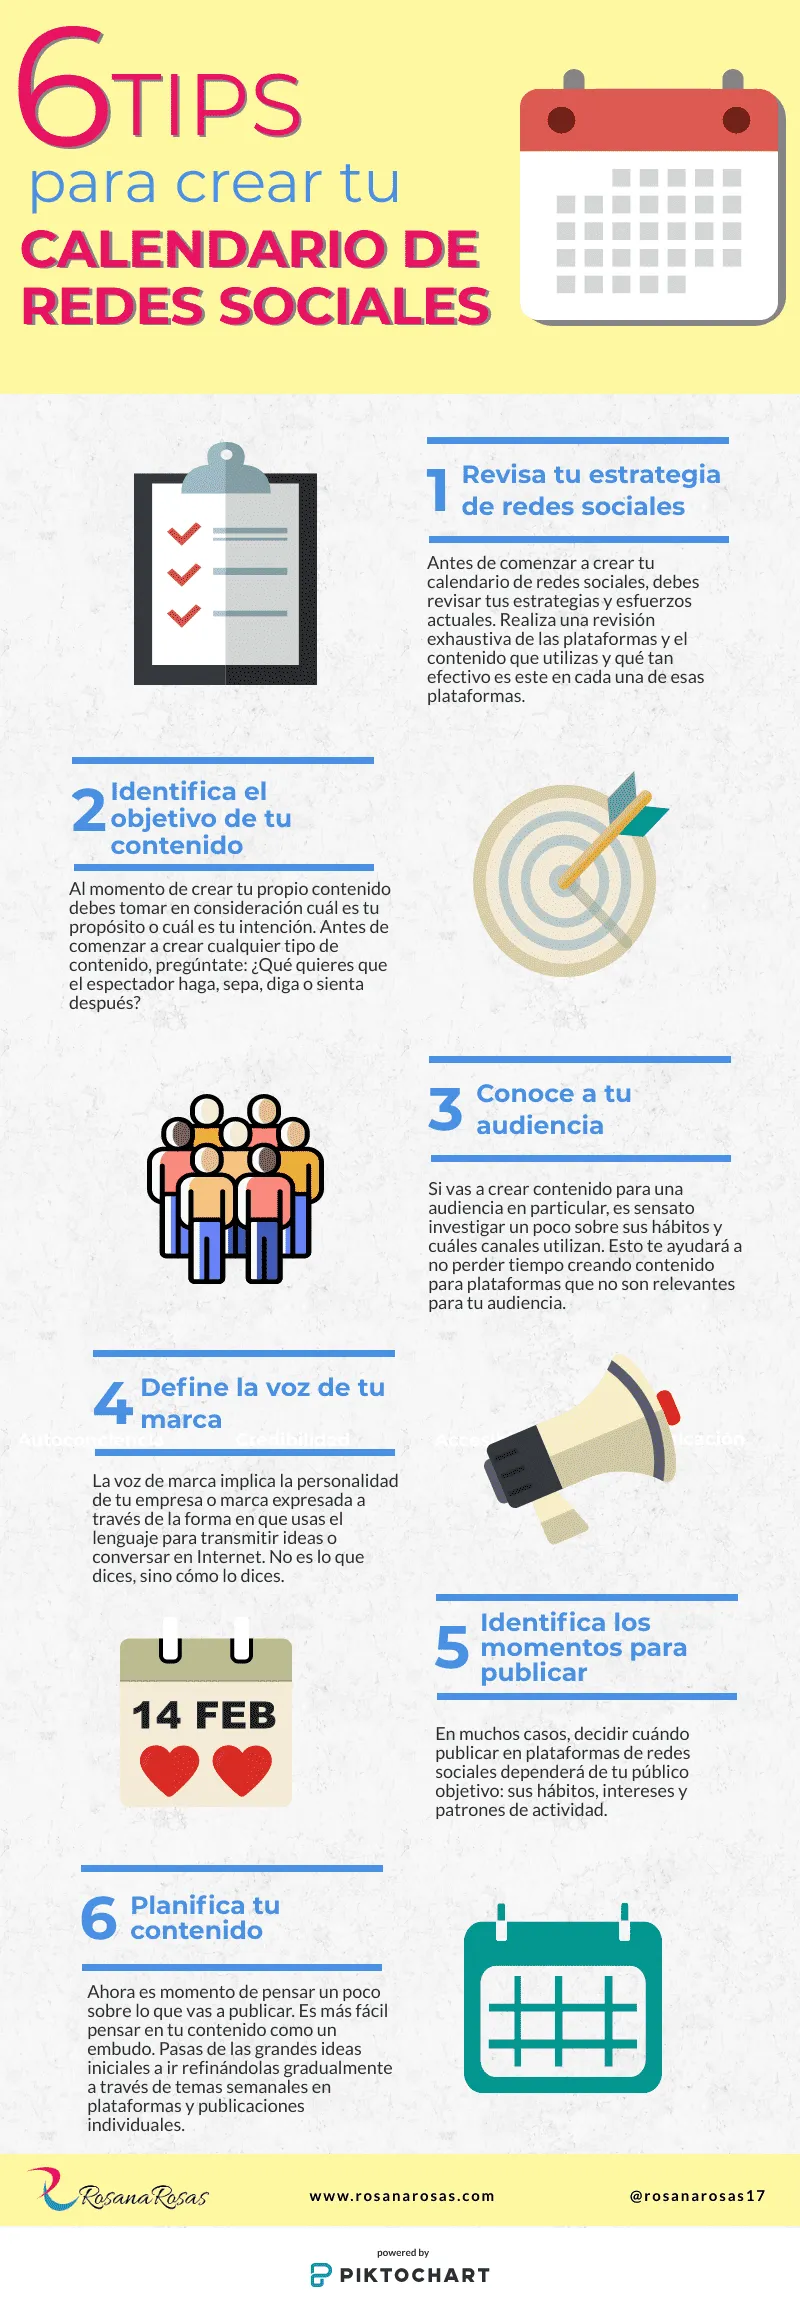 6 TIPS
para crear tu
CALENDARIO DE
REDES SOCIALES
1 Revisa tu estrategia
de redes sociales
Antes de comenzar a crear tu
calendario de redes sociales, debes
revisar tus estrategias y esfuerzos
actuales. Realiza una revisión
exhaustiva de las plataformas y el
contenido que utilizas y qué tan
efectivo es este en cada una de esas
plataformas.
2 Identifica el
objetivo de tu
contenido
Al momento de crear tu propio contenido
debes tomar en consideración cuál es tu
propósito o cuál es tu intención. Antes de
comenzar a crear cualquier tipo de
contenido, pregúntate: ¿Qué quieres que
el espectador haga, sepa, diga o sienta
después?
3 Conoce a tu
audiencia
Si vas a crear contenido para una
audiencia en particular, es sensato
investigar un poco sobre sus hábitos y
cuáles canales utilizan. Esto te ayudará a
no perder tiempo creando contenido
para plataformas que no son relevantes
para tu audiencia.
4 Define la voz de tu
marca
Credibilidad
La voz de marca implica la personalidad
de tu empresa o marca expresada a
través de la forma en que usas el
lenguaje para transmitir ideas o
conversar en Internet. No es lo que
dices, sino cómo lo dices.
5 Identifica los
momentos para
publicar
14 FEB
En muchos casos, decidir cuándo
publicar en plataformas de redes
sociales dependerá de tu público
objetivo: sus hábitos, intereses y
patrones de actividad.
6 Planifica tu
contenido
Ahora es momento de pensar un poco
sobre lo que vas a publicar. Es más fácil
pensar en tu contenido como un
embudo. Pasas de las grandes ideas
iniciales a ir refinándolas gradualmente
a través de temas semanales en
plataformas y publicaciones
individuales.
RosanaRosas
www.rosanarosas.com
@rosanarosas17
powered by
PIKTOCHART